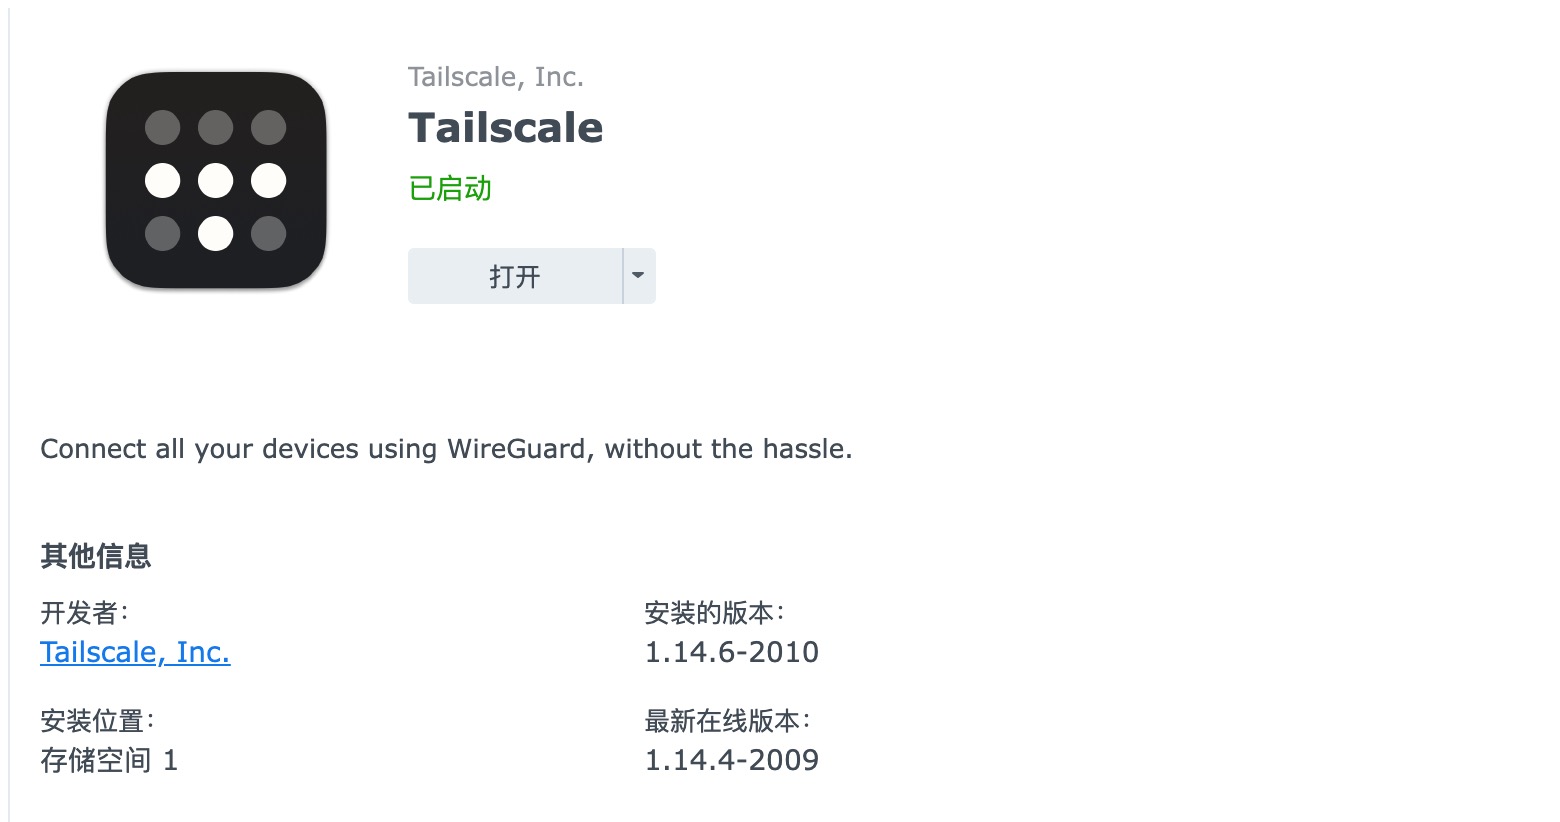 Tailscale, Inc.
Tailscale
已启动
打开
Connect all your devices using WireGuard, without the hassle.
其他信息
开发者：
Tailscale, Inc.
安装的版本：
1.14.6-2010
安装位置：
存储空间 1
最新在线版本：
1.14.4-2009